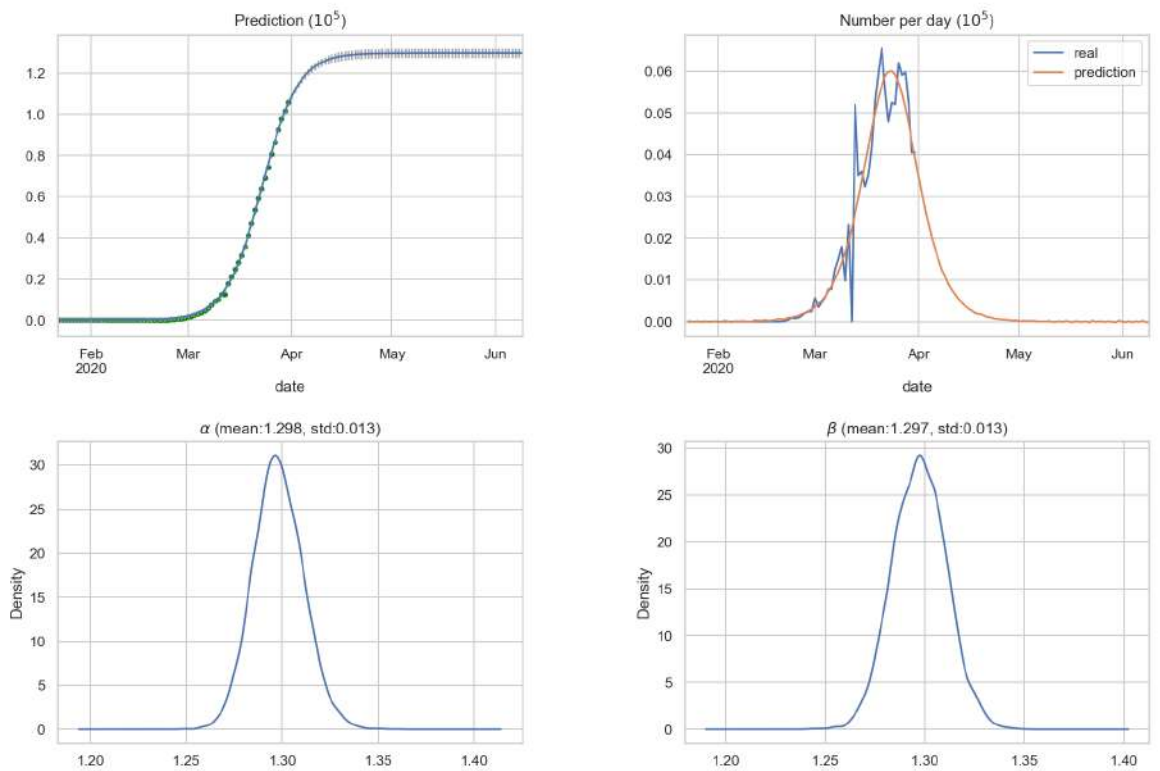 Prediction (10^5)
1.2
1.0
0.8
0.6
0.4
0.2
0.0
Feb
2020
Mar
Apr
May
Jun
date
Number per day (10^5)
real
prediction
0.06
0.05
0.04
0.03
0.02
0.01
0.00
Feb
2020
Mar
Apr
May
Jun
date
α (mean:1.298, std:0.013)
Density
30
25
20
15
10
5
0
1.20
1.25
1.30
1.35
1.40
β (mean:1.297, std:0.013)
Density
30
25
20
15
10
5
0
1.20
1.25
1.30
1.35
1.40